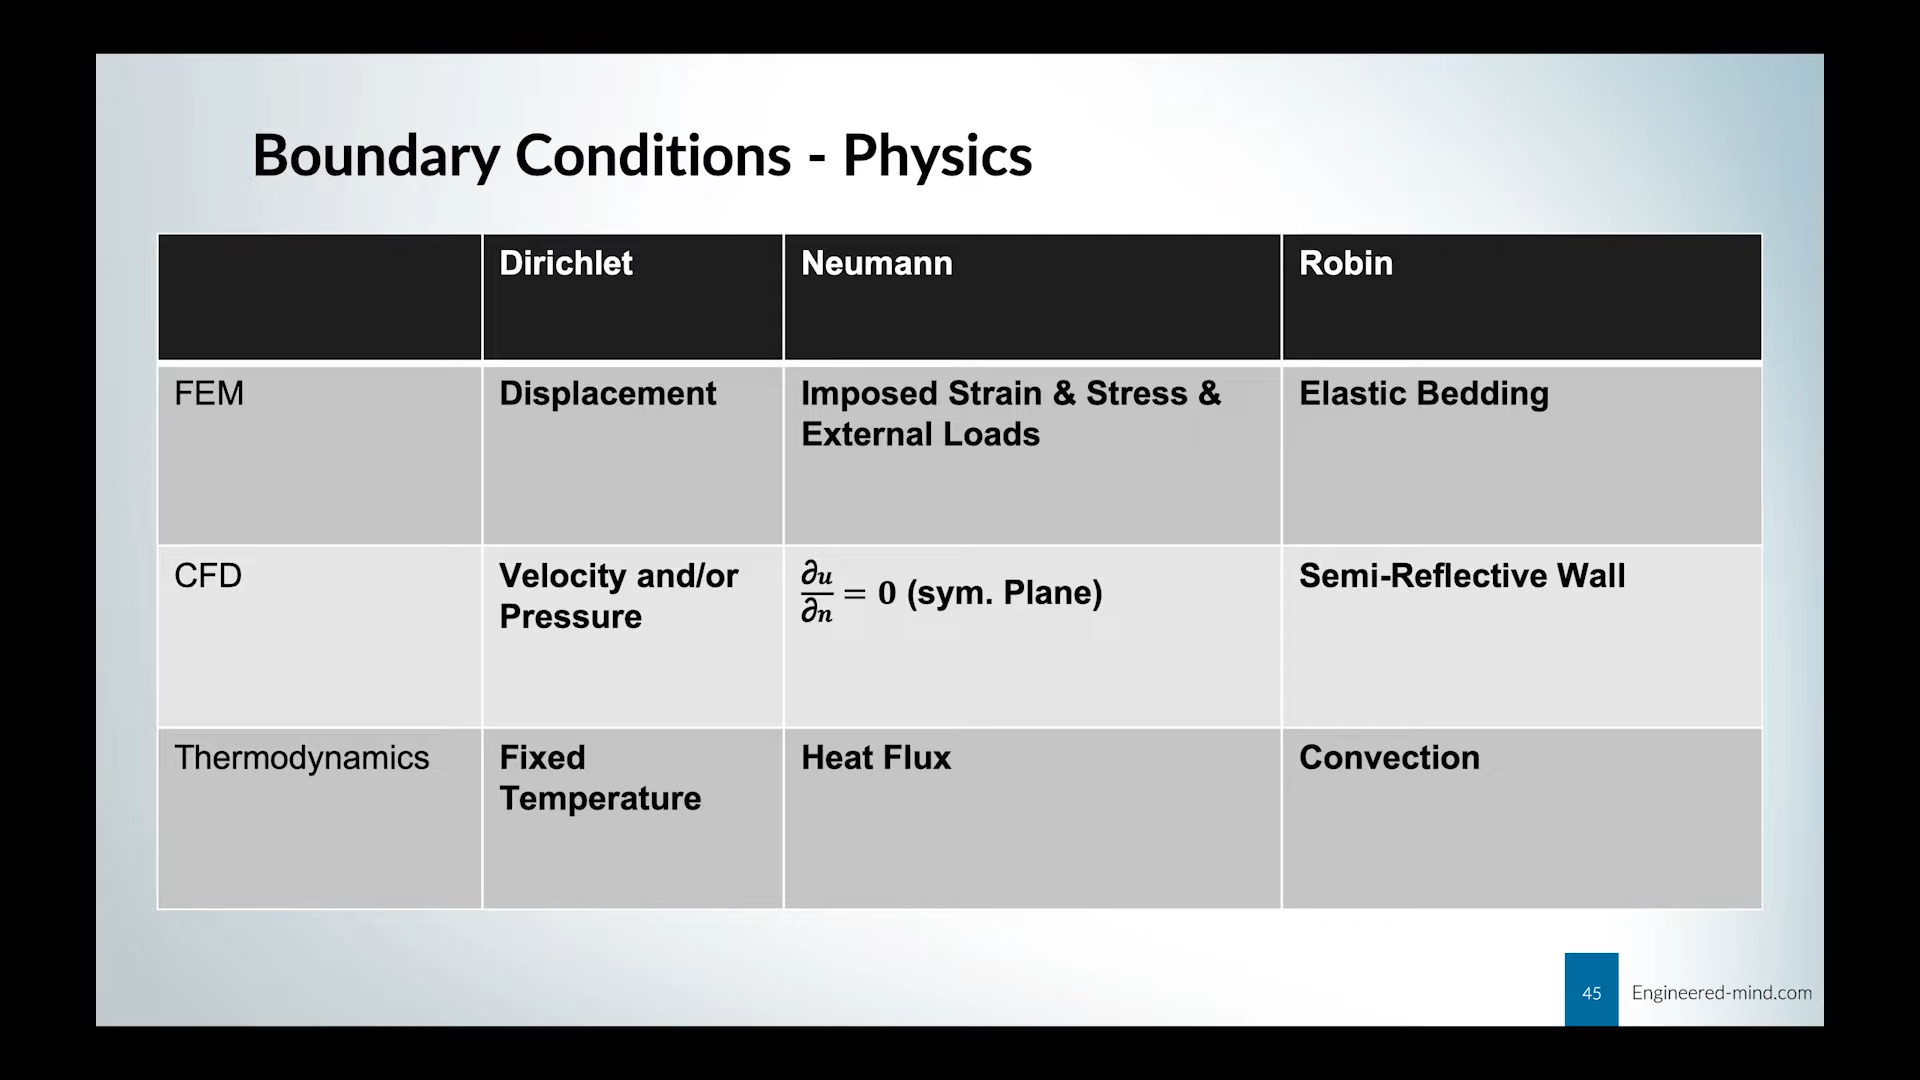 Boundary Conditions - Physics
Dirichlet
Neumann
Robin
FEM
Displacement
Imposed Strain & Stress &
External Loads
Elastic Bedding
CFD
Velocity and/or
Pressure
∂u/∂n = 0 (sym. Plane)
Semi-Reflective Wall
Thermodynamics
Fixed
Temperature
Heat Flux
Convection
45
Engineered-mind.com